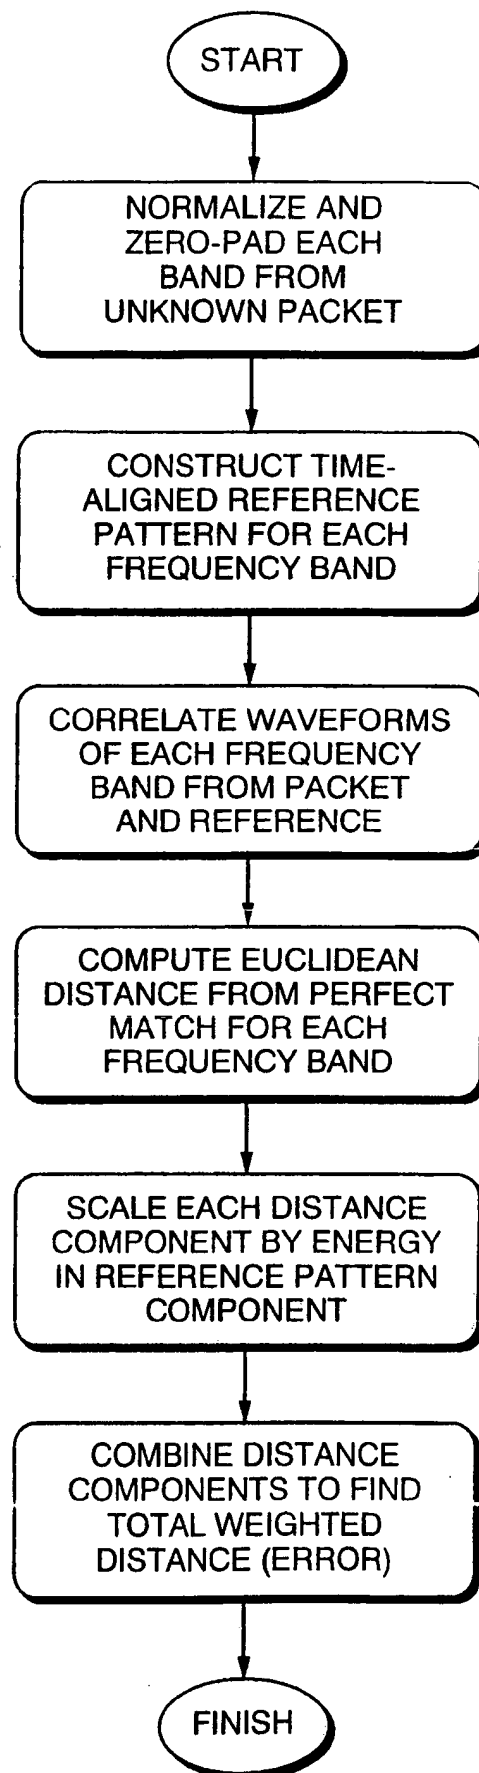 START
NORMALIZE AND
ZERO-PAD EACH
BAND FROM
UNKNOWN PACKET
CONSTRUCT TIME-
ALIGNED REFERENCE
PATTERN FOR EACH
FREQUENCY BAND
CORRELATE WAVEFORMS
OF EACH FREQUENCY
BAND FROM PACKET
AND REFERENCE
COMPUTE EUCLIDEAN
DISTANCE FROM PERFECT
MATCH FOR EACH
FREQUENCY BAND
SCALE EACH DISTANCE
COMPONENT BY ENERGY
IN REFERENCE PATTERN
COMPONENT
COMBINE DISTANCE
COMPONENTS TO FIND
TOTAL WEIGHTED
DISTANCE (ERROR)
FINISH